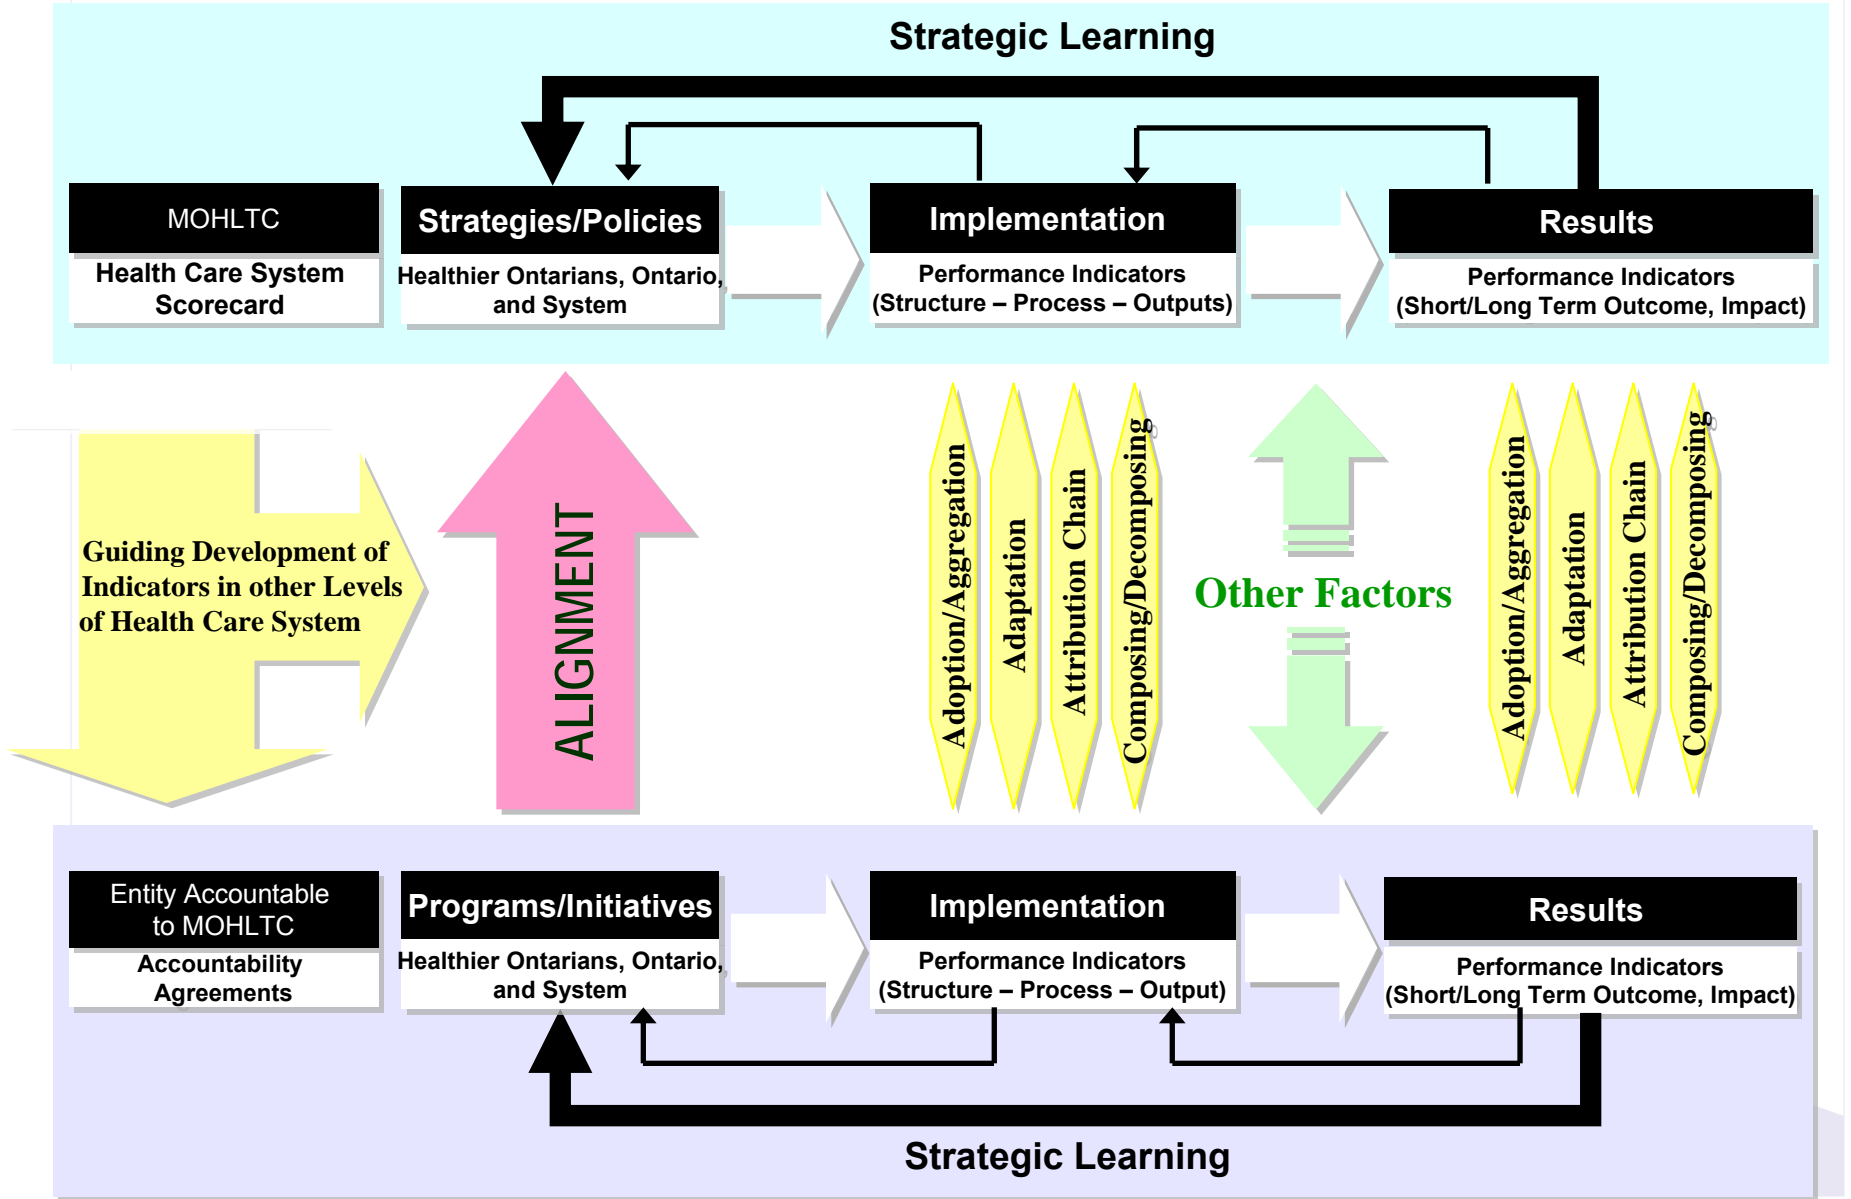 Strategic Learning
MOHLTC
Health Care System
Scorecard
Strategies/Policies
Healthier Ontarians, Ontario,
and System
Implementation
Performance Indicators
(Structure – Process – Outputs)
Results
Performance Indicators
(Short/Long Term Outcome, Impact)
Guiding Development of
Indicators in other Levels
of Health Care System
ALIGNMENT
Adoption/Aggregation
Adaptation
Attribution Chain
Composing/Decomposing
Other Factors
Adoption/Aggregation
Adaptation
Attribution Chain
Composing/Decomposing
Entity Accountable
to MOHLTC
Accountability
Agreements
Programs/Initiatives
Healthier Ontarians, Ontario,
and System
Implementation
Performance Indicators
(Structure – Process – Output)
Results
Performance Indicators
(Short/Long Term Outcome, Impact)
Strategic Learning